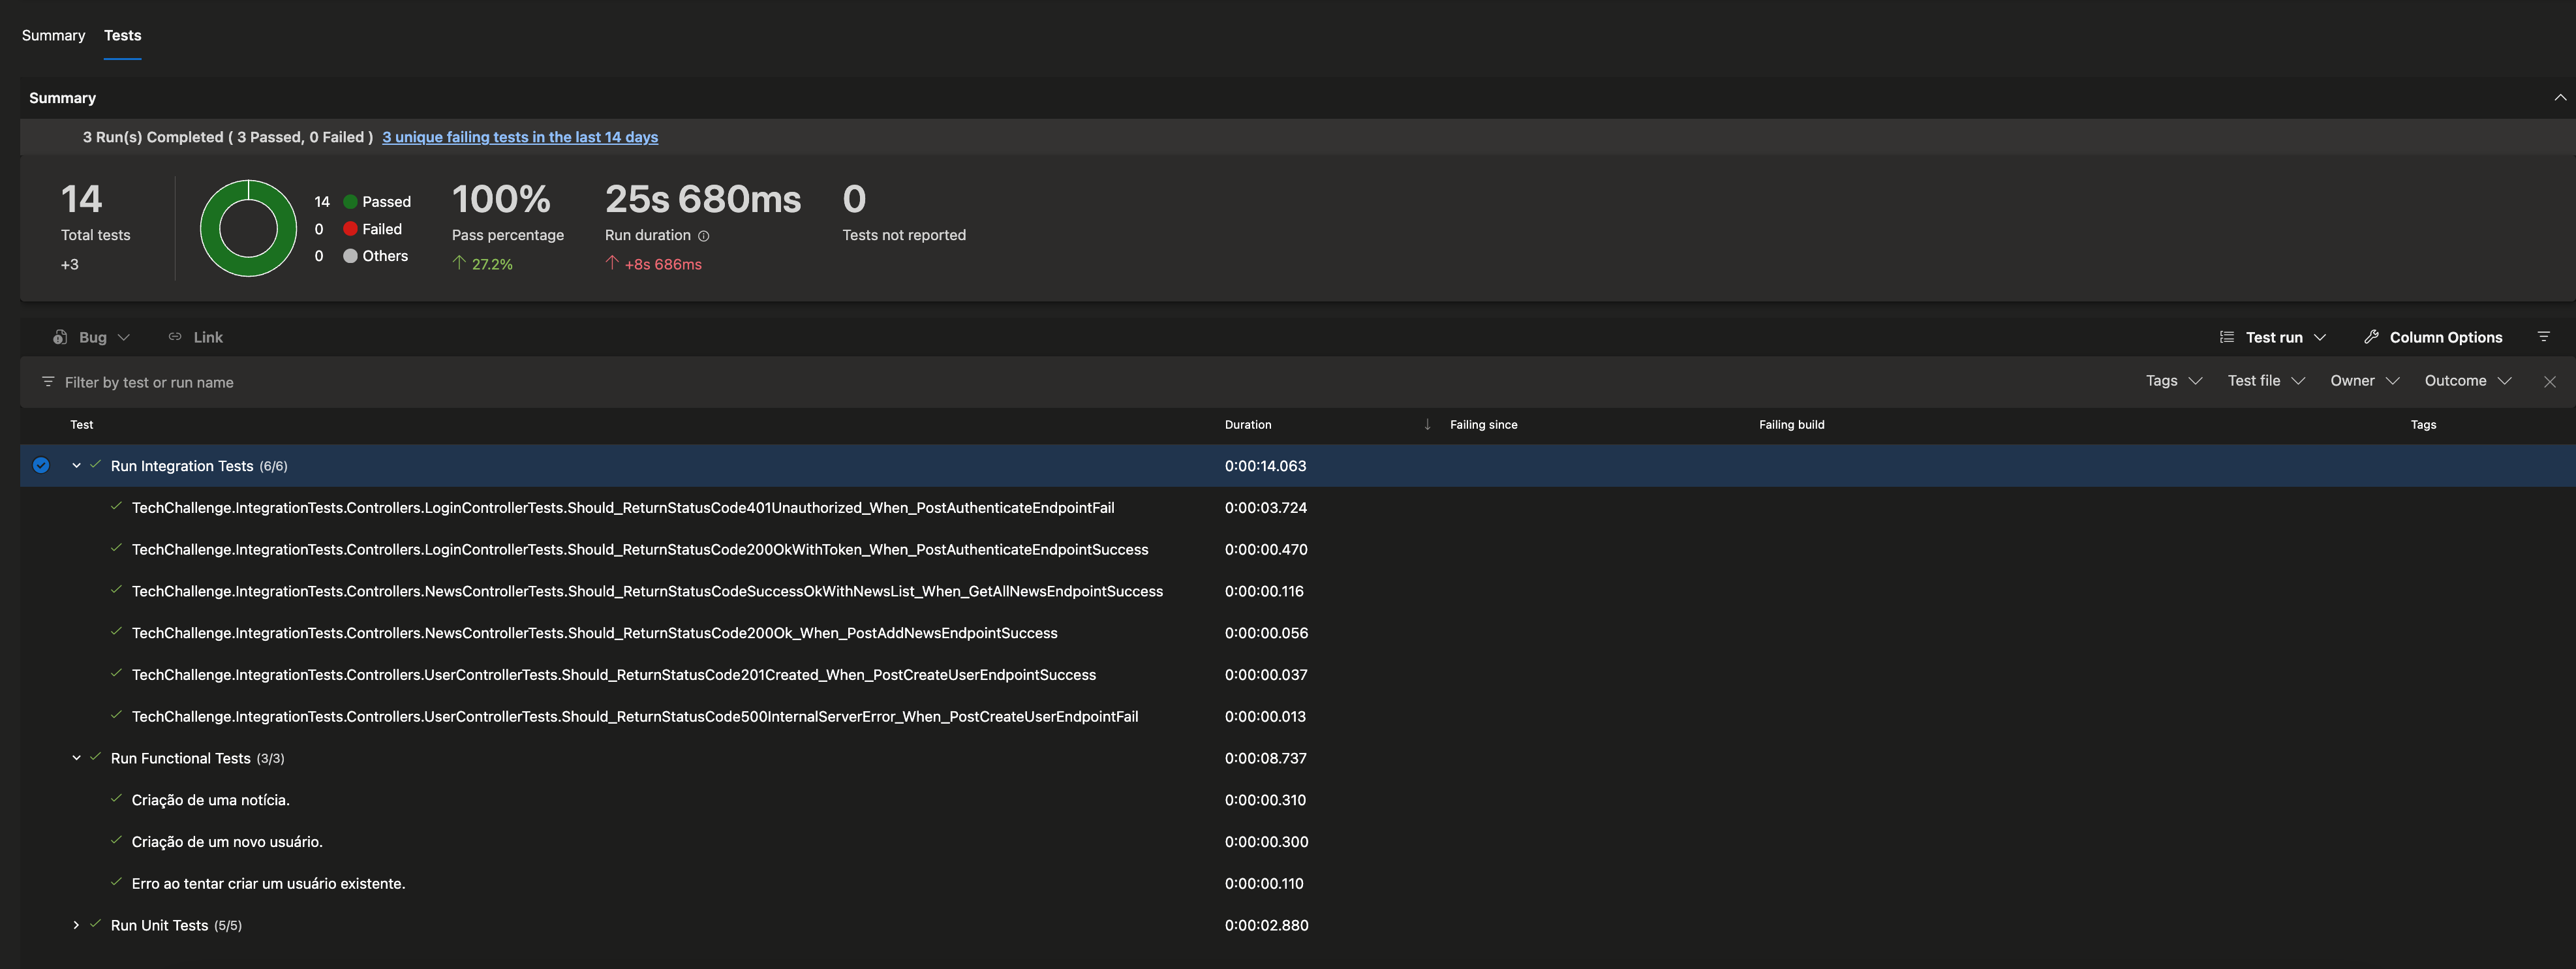 Summary Tests
Summary
3 Run(s) Completed ( 3 Passed, 0 Failed ) 3 unique failing tests in the last 14 days
14
Total tests
+3
14 Passed
0 Failed
0 Others
100%
Pass percentage
27.2%
25s 680ms
Run duration
+8s 686ms
0
Tests not reported
Bug Link Test run Column Options
Filter by test or run name Tags Test file Owner Outcome
Test Duration Failing since Failing build Tags
Run Integration Tests (6/6) 0:00:14.063
TechChallenge.IntegrationTests.Controllers.LoginControllerTests.Should_ReturnStatusCode401Unauthorized_When_PostAuthenticateEndpointFail 0:00:03.724
TechChallenge.IntegrationTests.Controllers.LoginControllerTests.Should_ReturnStatusCode200OkWithToken_When_PostAuthenticateEndpointSuccess 0:00:00.470
TechChallenge.IntegrationTests.Controllers.NewsControllerTests.Should_ReturnStatusCodeSuccessOkWithNewsList_When_GetAllNewsEndpointSuccess 0:00:00.116
TechChallenge.IntegrationTests.Controllers.NewsControllerTests.Should_ReturnStatusCode200Ok_When_PostAddNewsEndpointSuccess 0:00:00.056
TechChallenge.IntegrationTests.Controllers.UserControllerTests.Should_ReturnStatusCode201Created_When_PostCreateUserEndpointSuccess 0:00:00.037
TechChallenge.IntegrationTests.Controllers.UserControllerTests.Should_ReturnStatusCode500InternalServerError_When_PostCreateUserEndpointFail 0:00:00.013
Run Functional Tests (3/3) 0:00:08.737
Criação de uma notícia. 0:00:00.310
Criação de um novo usuário. 0:00:00.300
Erro ao tentar criar um usuário existente. 0:00:00.110
Run Unit Tests (5/5) 0:00:02.880